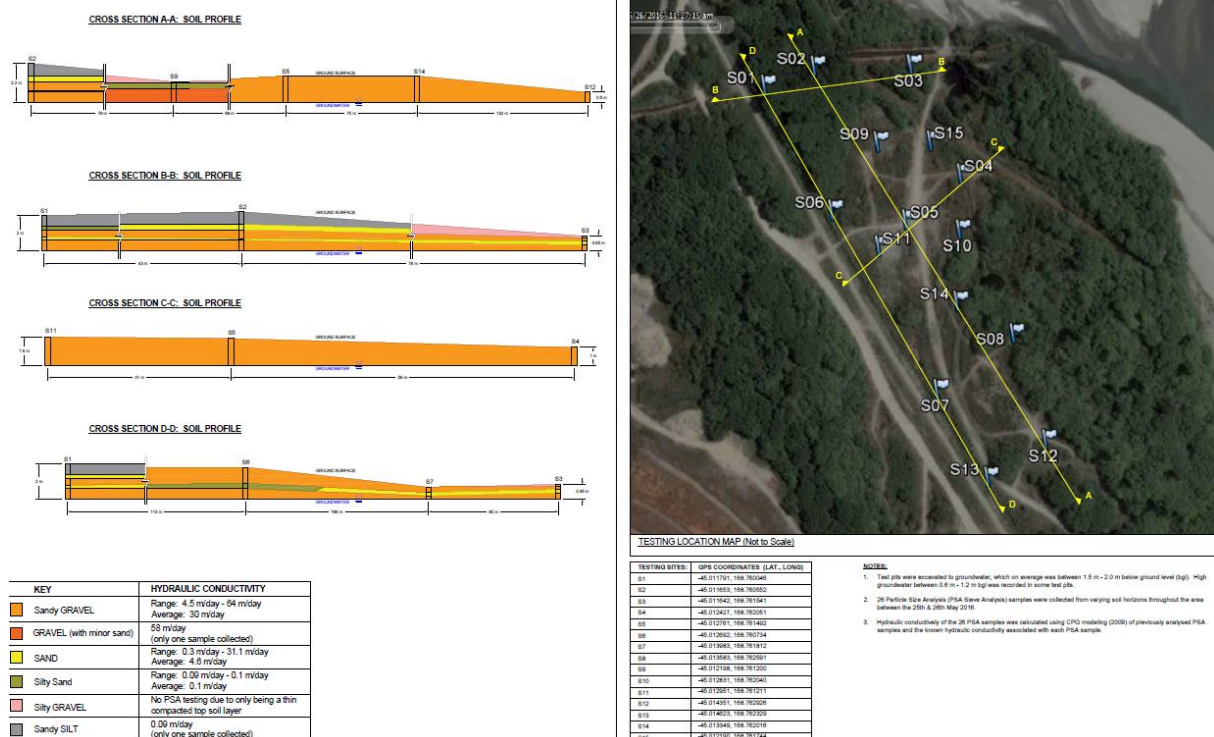 CROSS SECTION A-A: SOIL PROFILE
S2
S9
S5
GROUND SURFACE
S14
S12
GROUNDWATER
CROSS SECTION B-B: SOIL PROFILE
S1
S2
GROUND SURFACE
S3
2 m
GROUNDWATER
CROSS SECTION C-C: SOIL PROFILE
S11
S5
GROUND SURFACE
S4
GROUNDWATER
CROSS SECTION D-D: SOIL PROFILE
S1
S6
GROUND SURFACE
S7
S3
2 m
GROUNDWATER
KEY
HYDRAULIC CONDUCTIVITY
Sandy GRAVEL
Range: 4.5 m/day - 64 m/day
Average: 30 m/day
GRAVEL (with minor sand)
58 m/day
(only one sample collected)
SAND
Range: 0.3 m/day - 31.1 m/day
Average: 4.6 m/day
Silty Sand
Range: 0.09 m/day - 0.1 m/day
Average: 0.1 m/day
Silty GRAVEL
No PSA testing due to only being a thin
compacted top soil layer
Sandy SILT
0.09 m/day
(only one sample collected)
A
D
S02
S03
B
S01
B
S09
S15
C
S04
S06
S05
S11
S10
C
S14
S08
S07
S12
S13
A
D
TESTING LOCATION MAP (Not to Scale)
TESTING SITES: GPS COORDINATES (LAT., LONG)
S1 -45.011791, 168.760046
S2 -45.011653, 168.760552
S3 -45.011642, 168.761541
S4 -45.012427, 168.762051
S5 -45.012761, 168.761492
S6 -45.012692, 168.760734
S7 -45.013983, 168.761812
S8 -45.013583, 168.762591
S9 -45.012198, 168.761200
S10 -45.012831, 168.762040
S11 -45.012951, 168.761211
S12 -45.014351, 168.762926
S13 -45.014623, 168.762329
S14 -45.013349, 168.762016
NOTES:
1. Test pits were excavated to groundwater, which on average was between 1.5 m - 2.0 m below ground level (bgl). High
groundwater between 0.6 m - 1.2 m bgl was recorded in some test pits.
2. 26 Particle Size Analysis (PSA Sieve Analysis) samples were collected from varying soil horizons throughout the area
between the 25th & 26th May 2016.
3. Hydraulic conductively of the 26 PSA samples was calculated using CPG modeling (2009) of previously analysed PSA
samples and the known hydraulic conductivity associated with each PSA sample.